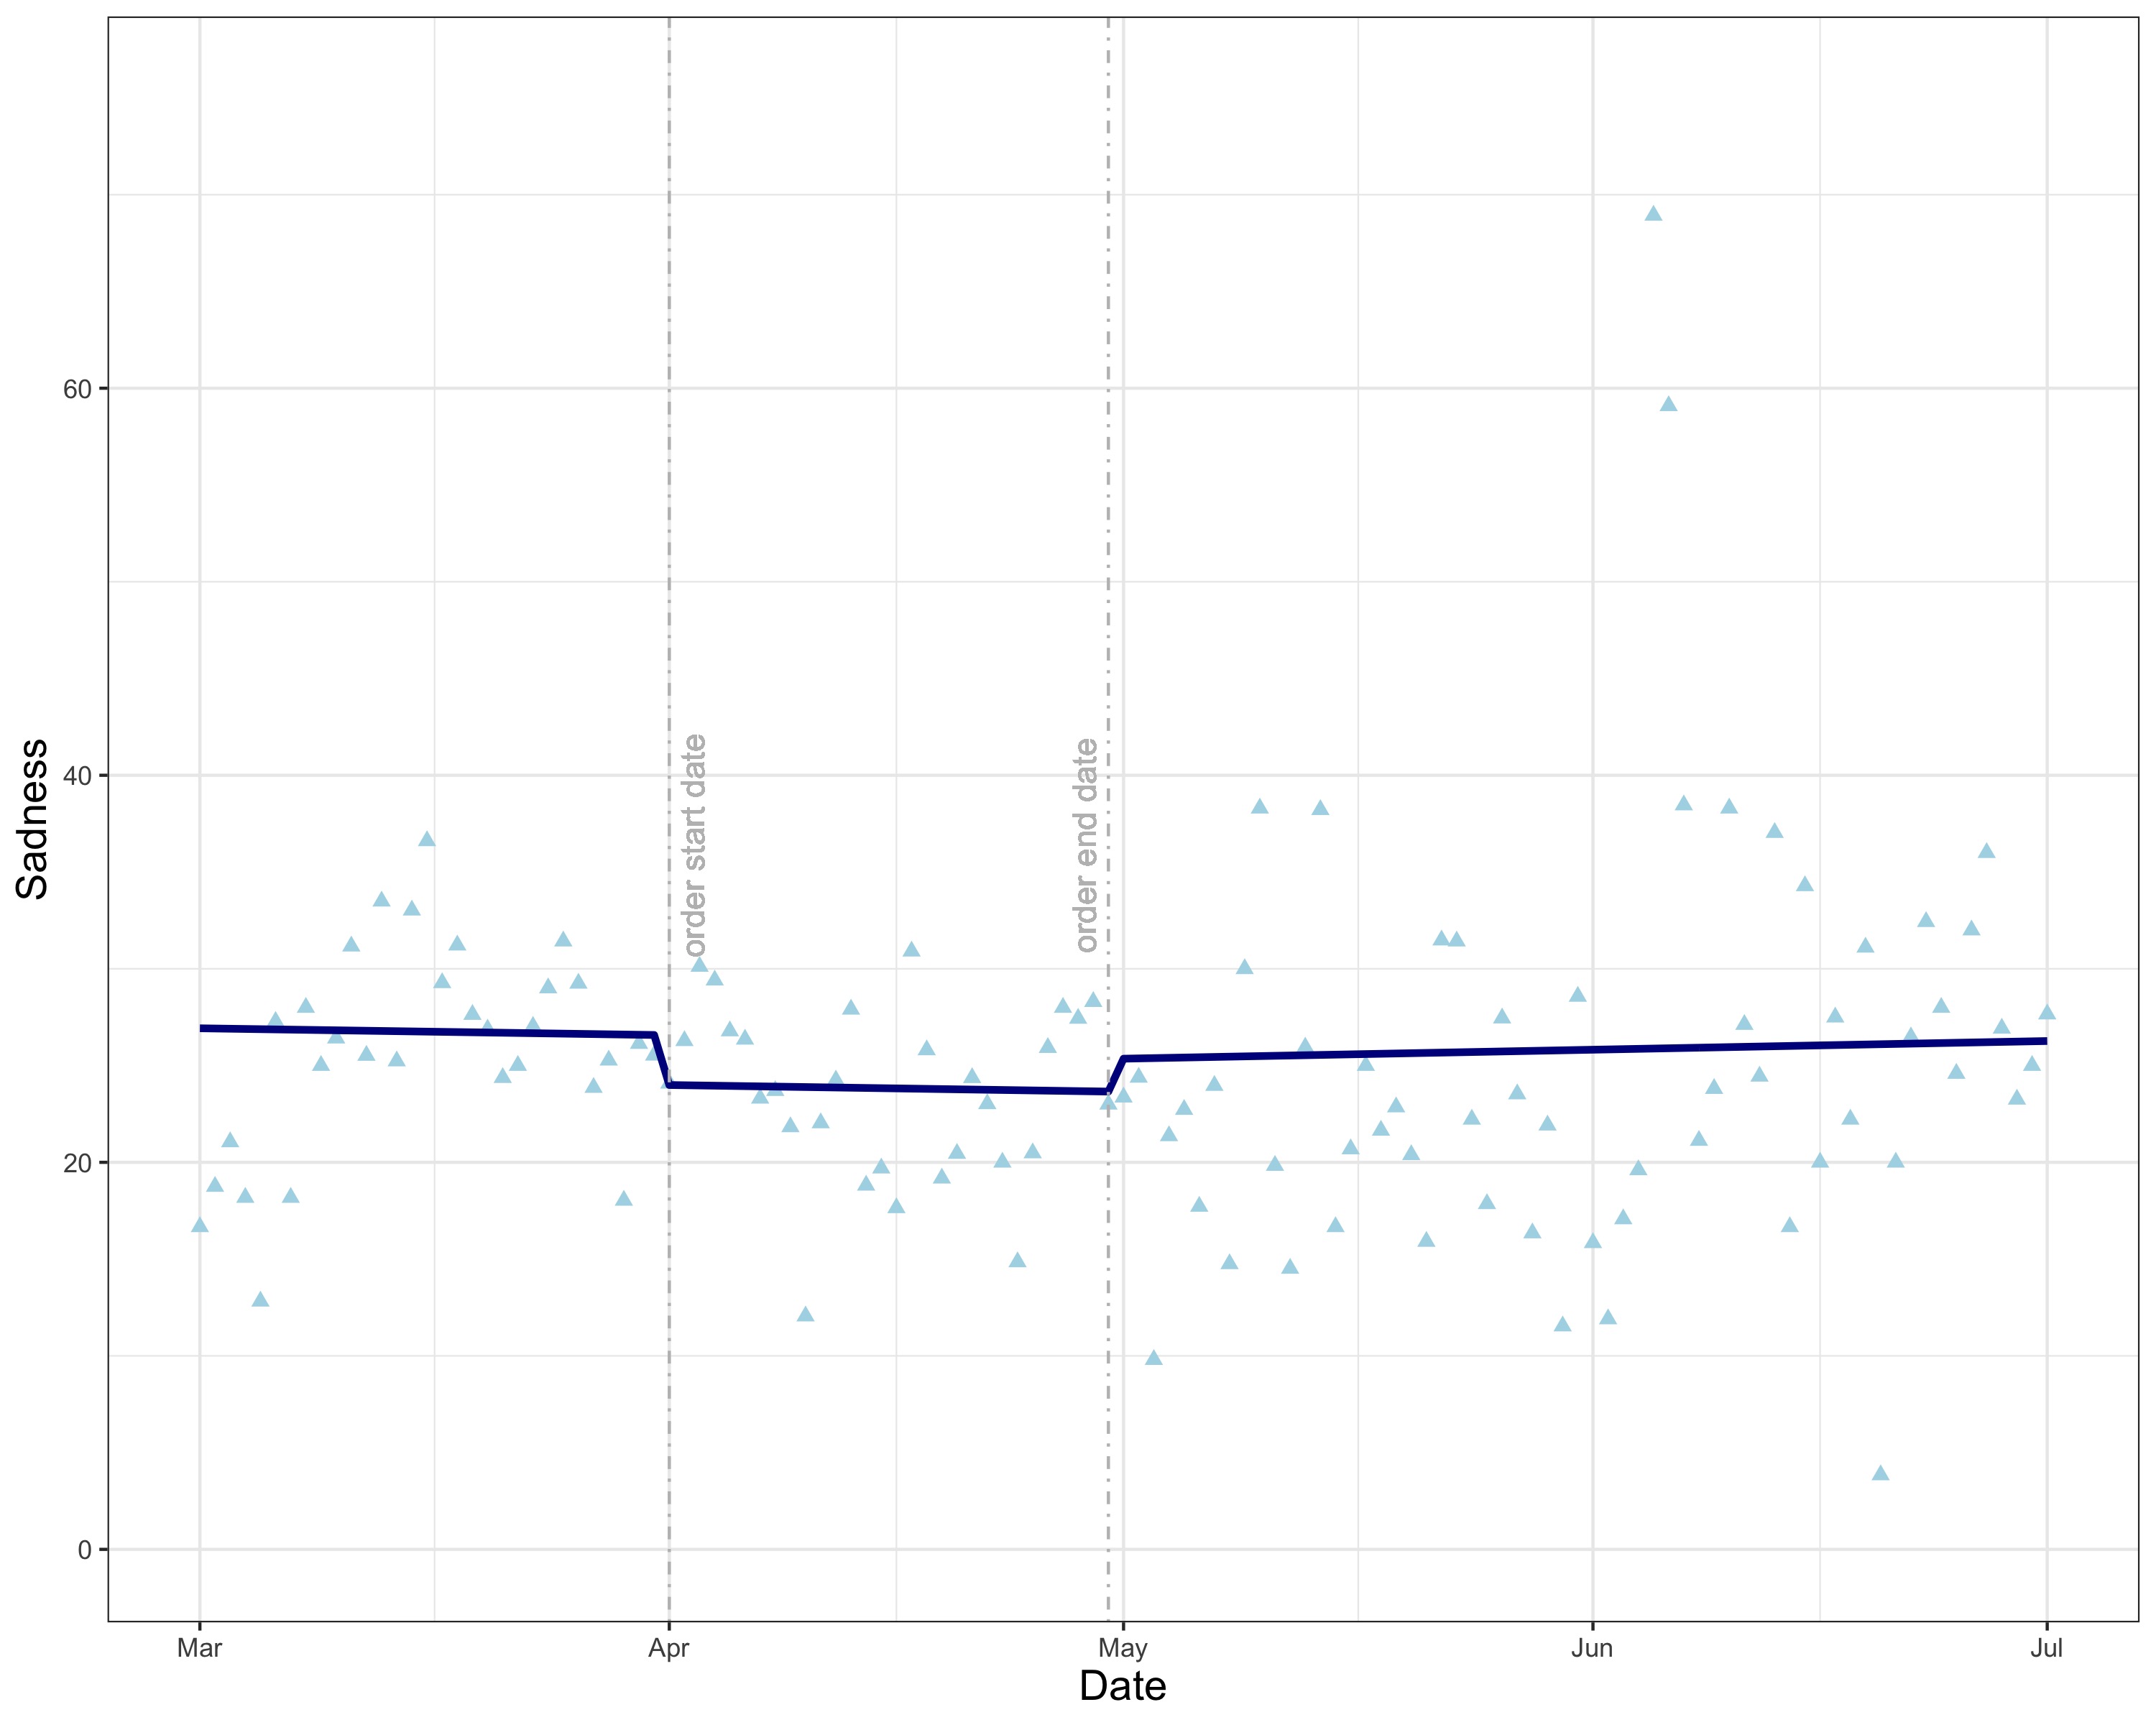 60
40
20
0
Sadness
order start date
order end date
Mar
Apr
May
Jun
Jul
Date